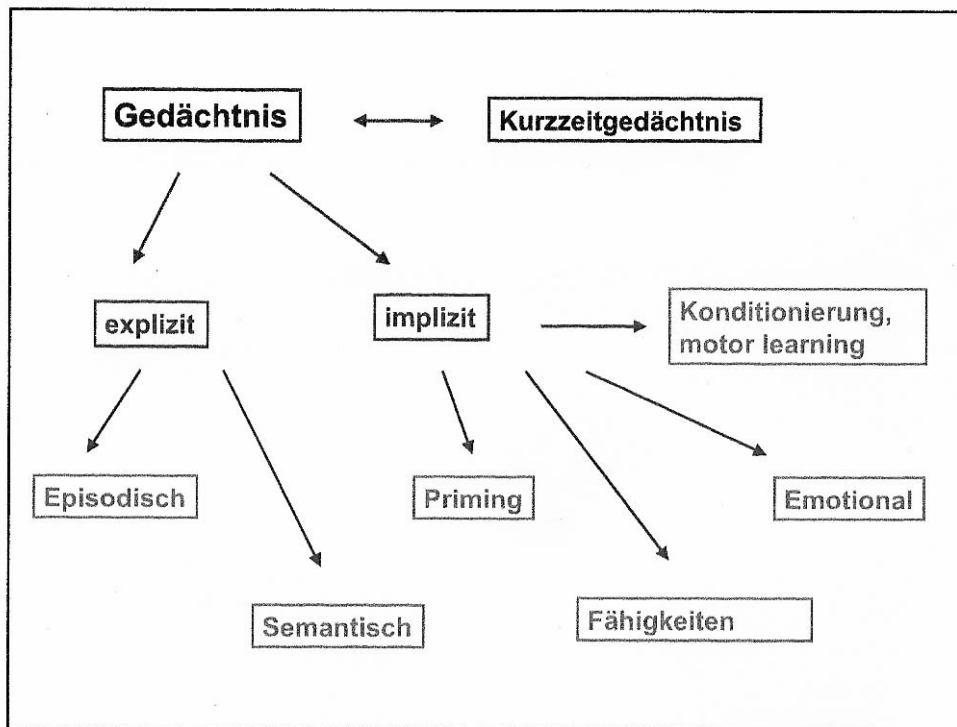 Gedächtnis
Kurzzeitgedächtnis
explizit
implizit
Konditionierung,
motor learning
Episodisch
Priming
Emotional
Semantisch
Fähigkeiten